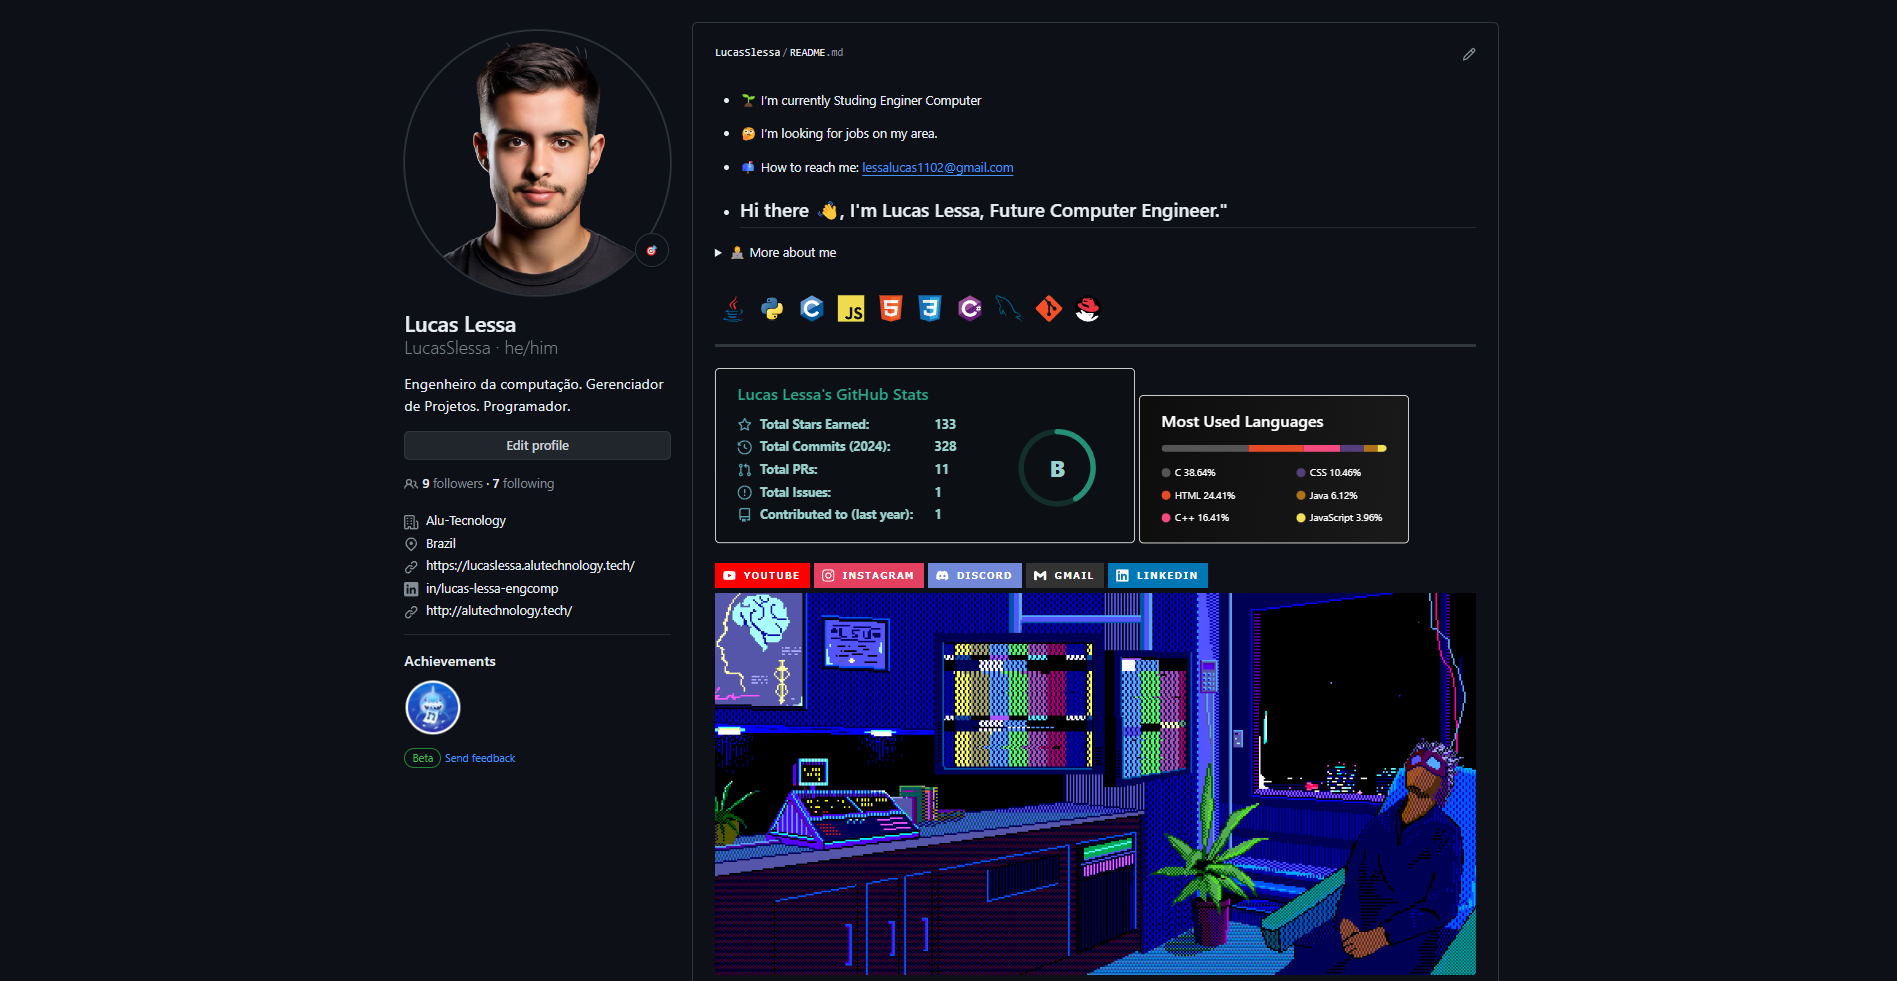 Lucas Lessa
LucasSlessa · he/him
Engenheiro da computação. Gerenciador
de Projetos. Programador.
Edit profile
9 followers · 7 following
Alu-Tecnology
Brazil
https://lucaslessa.alutechnology.tech/
in/lucas-lessa-engcomp
http://alutechnology.tech/
Achievements
Beta Send feedback
LucasSlessa/README.md
I'm currently Studing Enginer Computer
I'm looking for jobs on my area.
How to reach me: lessalucas1102@gmail.com
Hi there 👋, I'm Lucas Lessa, Future Computer Engineer."
More about me
C JS 5 3 C#
Lucas Lessa's GitHub Stats
Total Stars Earned: 133
Total Commits (2024): 328
Total PRs: 11
Total Issues: 1
Contributed to (last year): 1
B
Most Used Languages
C 38.64%
HTML 24.41%
C++ 16.41%
CSS 10.46%
Java 6.12%
JavaScript 3.96%
YOUTUBE INSTAGRAM DISCORD GMAIL LINKEDIN